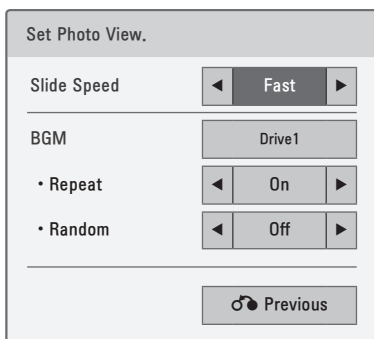 Set Photo View.
Slide Speed ◀ Fast ▶
BGM Drive1
• Repeat ◀ On ▶
• Random ◀ Off ▶
Previous